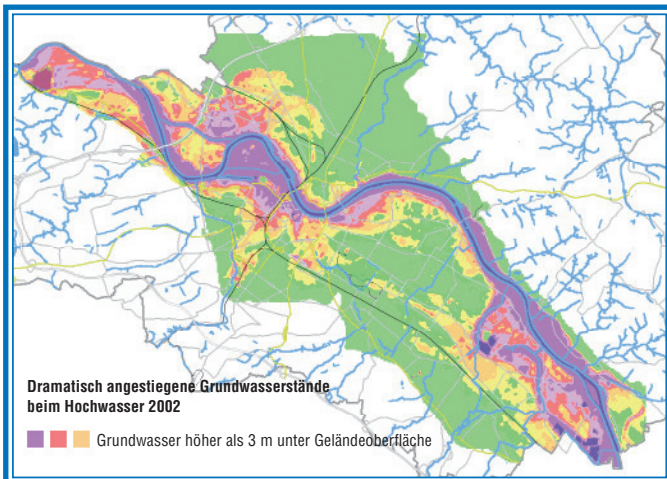 Dramatisch angestiegene Grundwasserstände
beim Hochwasser 2002
Grundwasser höher als 3 m unter Geländeoberfläche